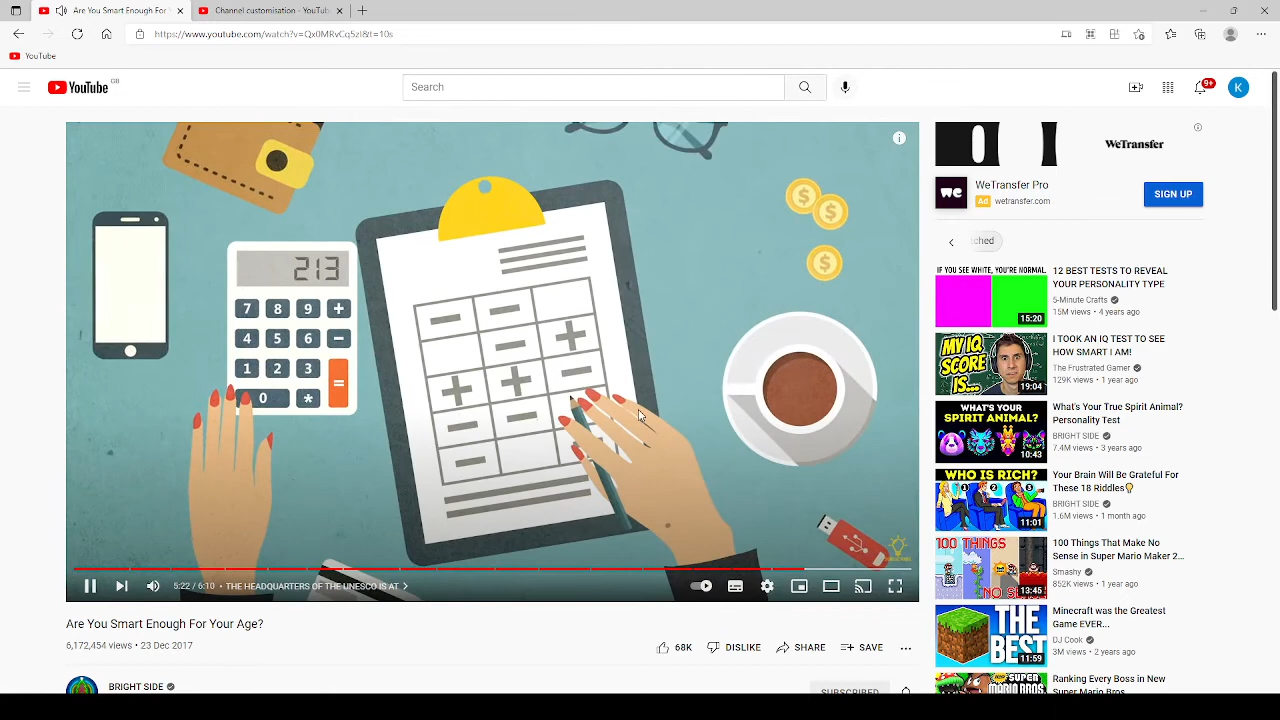 Are You Smart Enough For
Channel customisation - YouTub
https://www.youtube.com/watch?v=Qx0MRvCq5zI&t=10s
YouTube
YouTube GB
Search
9+
K
213
7 8 9 +
4 5 6 −
1 2 3 =
0 *
5:22 / 6:10 • THE HEADQUARTERS OF THE UNESCO IS AT >
Are You Smart Enough For Your Age?
6,172,454 views • 23 Dec 2017
68K DISLIKE SHARE SAVE ...
BRIGHT SIDE
SUBSCRIBED
WeTransfer
we
WeTransfer Pro
Ad wetransfer.com
SIGN UP
ched
IF YOU SEE WHITE, YOU'RE NORMAL.
15:20
12 BEST TESTS TO REVEAL
YOUR PERSONALITY TYPE
5-Minute Crafts
15M views • 4 years ago
MY IQ
SCORE
IS...
19:04
I TOOK AN IQ TEST TO SEE
HOW SMART I AM!
The Frustrated Gamer
129K views • 1 year ago
WHAT'S YOUR
SPIRIT ANIMAL?
10:43
What's Your True Spirit Animal?
Personality Test
BRIGHT SIDE
7.4M views • 3 years ago
WHO IS RICH?
1 2 3
11:01
Your Brain Will Be Grateful For
These 18 Riddles
BRIGHT SIDE
1.6M views • 1 month ago
100 THINGS
NO SE
13:45
100 Things That Make No
Sense in Super Mario Maker 2...
Smashy
852K views • 1 year ago
THE
BEST
11:59
Minecraft was the Greatest
Game EVER...
DJ Cook
3M views • 2 years ago
Ranking Every Boss in New
Super Mario Bros.